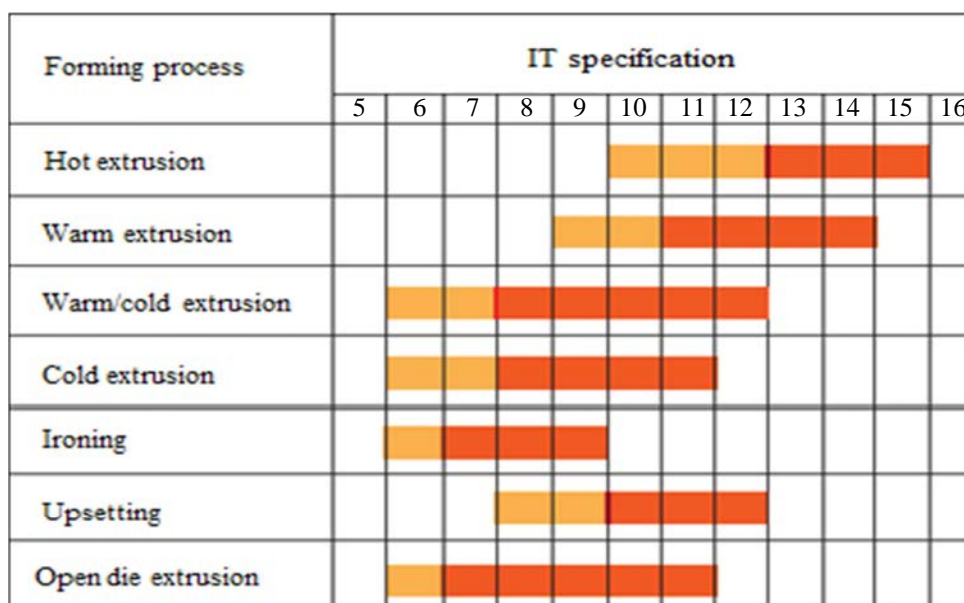 Forming process
IT specification
5 6 7 8 9 10 11 12 13 14 15 16
Hot extrusion
Warm extrusion
Warm/cold extrusion
Cold extrusion
Ironing
Upsetting
Open die extrusion